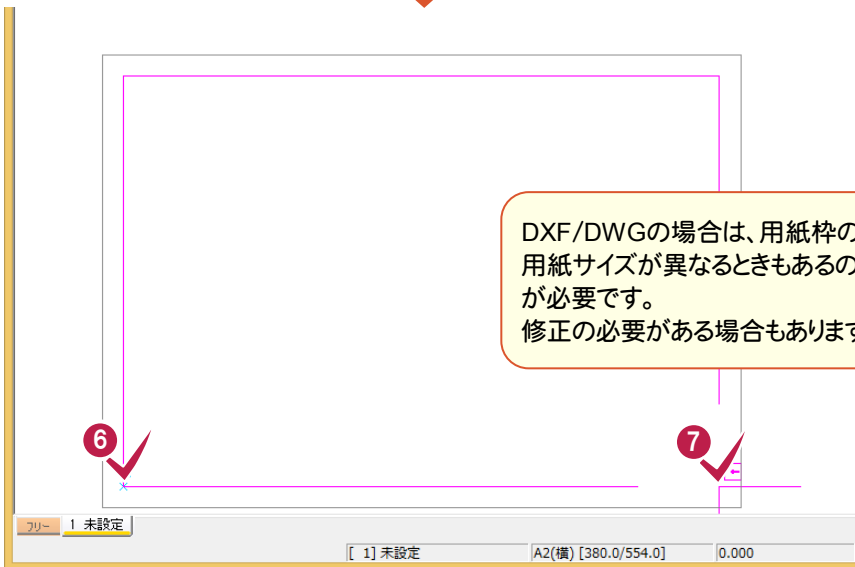 DXF/DWGの場合は、用紙枠の
用紙サイズが異なるときもあるの
が必要です。
修正の必要がある場合もあります
6
7
フリー 1 未設定
[ 1] 未設定 A2(横) [380.0/554.0] 0.000